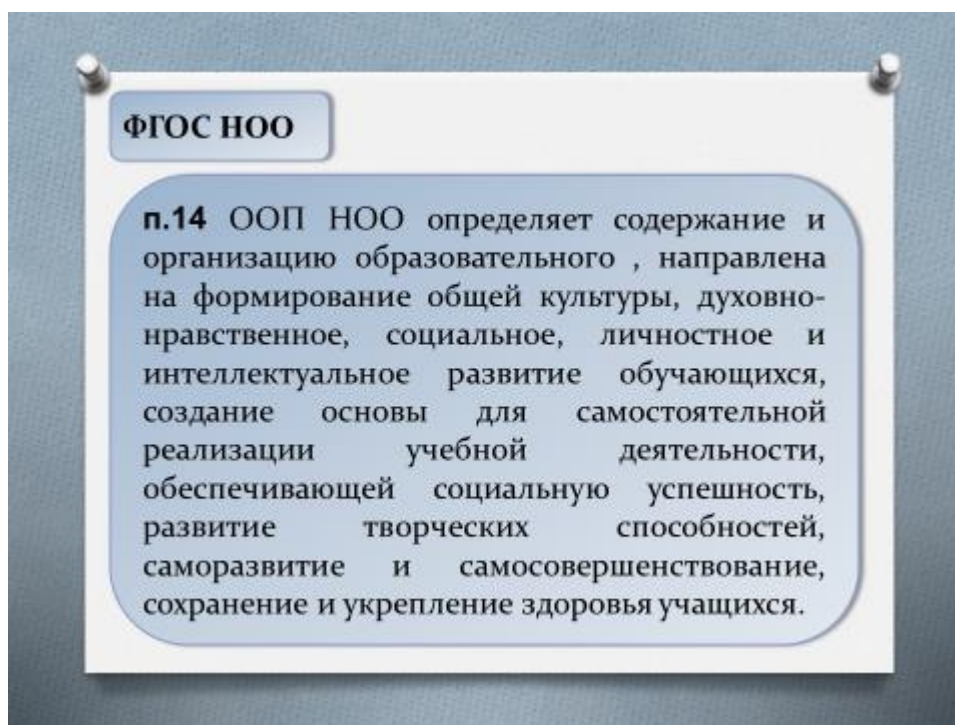 ФГОС НОО
п.14 ООП НОО определяет содержание и
организацию образовательного , направлена
на формирование общей культуры, духовно-
нравственное, социальное, личностное и
интеллектуальное развитие обучающихся,
создание основы для самостоятельной
реализации учебной деятельности,
обеспечивающей социальную успешность,
развитие творческих способностей,
саморазвитие и самосовершенствование,
сохранение и укрепление здоровья учащихся.